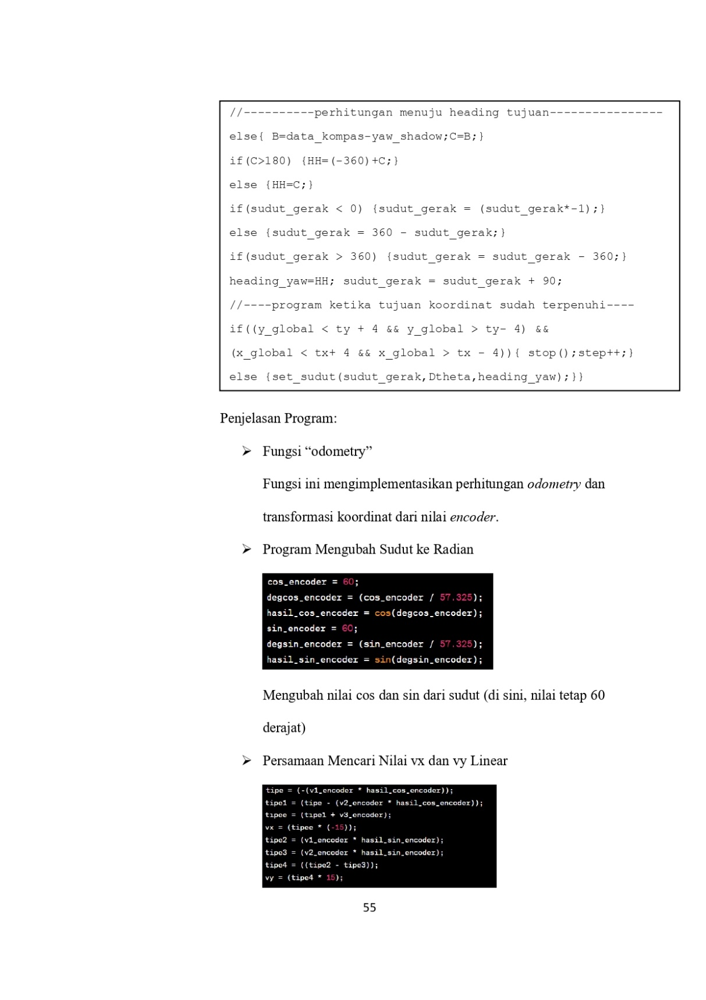 //----------perhitungan menuju heading tujuan----------------
else{ B=data_kompas-yaw_shadow;C=B;}
if(C>180) {HH=(-360)+C;}
else {HH=C;}
if(sudut_gerak < 0) {sudut_gerak = (sudut_gerak*-1);}
else {sudut_gerak = 360 - sudut_gerak;}
if(sudut_gerak > 360) {sudut_gerak = sudut_gerak - 360;}
heading_yaw=HH; sudut_gerak = sudut_gerak + 90;
//----program ketika tujuan koordinat sudah terpenuhi----
if((y_global < ty + 4 && y_global > ty- 4) &&
(x_global < tx+ 4 && x_global > tx - 4)){ stop();step++;}
else {set_sudut(sudut_gerak,Dtheta,heading_yaw);}}
Penjelasan Program:
➢ Fungsi “odometry”
Fungsi ini mengimplementasikan perhitungan odometry dan
transformasi koordinat dari nilai encoder.
➢ Program Mengubah Sudut ke Radian
cos_encoder = 60;
degcos_encoder = (cos_encoder / 57.325);
hasil_cos_encoder = cos(degcos_encoder);
sin_encoder = 60;
degsin_encoder = (sin_encoder / 57.325);
hasil_sin_encoder = sin(degsin_encoder);
Mengubah nilai cos dan sin dari sudut (di sini, nilai tetap 60
derajat)
➢ Persamaan Mencari Nilai vx dan vy Linear
tipe = (-(v1_encoder * hasil_cos_encoder));
tipe1 = (tipe - (v2_encoder * hasil_cos_encoder));
tipee = (tipe1 + v3_encoder);
vx = (tipee * (-15));
tipe2 = (v1_encoder * hasil_sin_encoder);
tipe3 = (v2_encoder * hasil_sin_encoder);
tipe4 = ((tipe2 - tipe3));
vy = (tipe4 * 15);
55